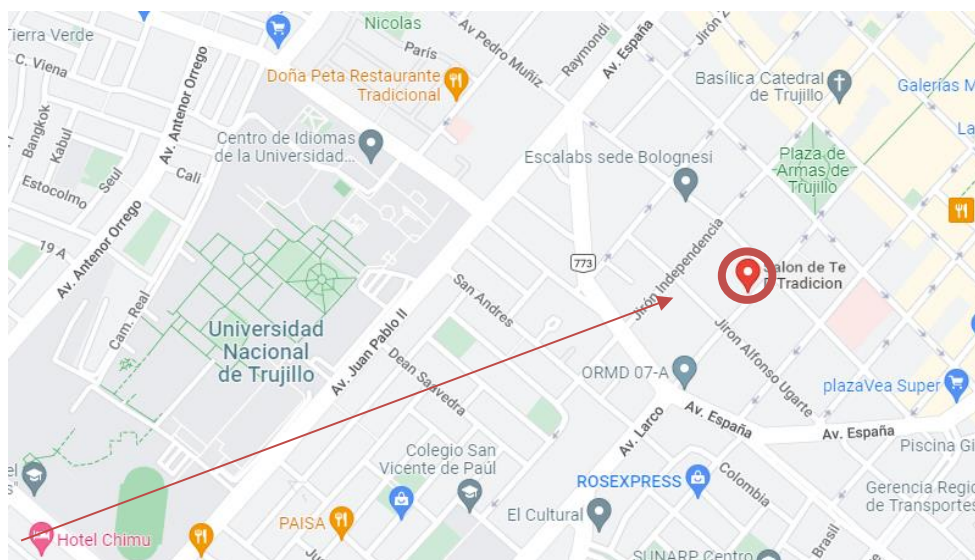 Tierra Verde
C. Viena
Bangkok
Kabul
Seul
Estocolmo
19 A
Av. Antenor Orrego
Av. Antenor Orrego
Cali
Cam. Real
Nicolas
París
Av Pedro Muñiz
Raymondi
Av. España
Jirón
Doña Peta Restaurante
Tradicional
Centro de Idiomas
de la Universidad...
Basílica Catedral
de Trujillo
Galerías M
La
Plaza de
Armas de
Trujillo
Escalabs sede Bolognesi
773
Jirón Independencia
Salon de Te
Tradicion
San Andres
Universidad
Nacional
de Trujillo
Av. Juan Pablo II
Dean Saavedra
Jiron Alfonso Ugarte
ORMD 07-A
plazaVea Super
Av. Larco
Av. España
Av. España
Piscina Gi
Colegio San
Vicente de Paúl
ROSEXPRESS
Colombia
Gerencia Regio
de Transportes
El Cultural
PAISA
Brasil
Hotel Chimu
SUNARP Centro